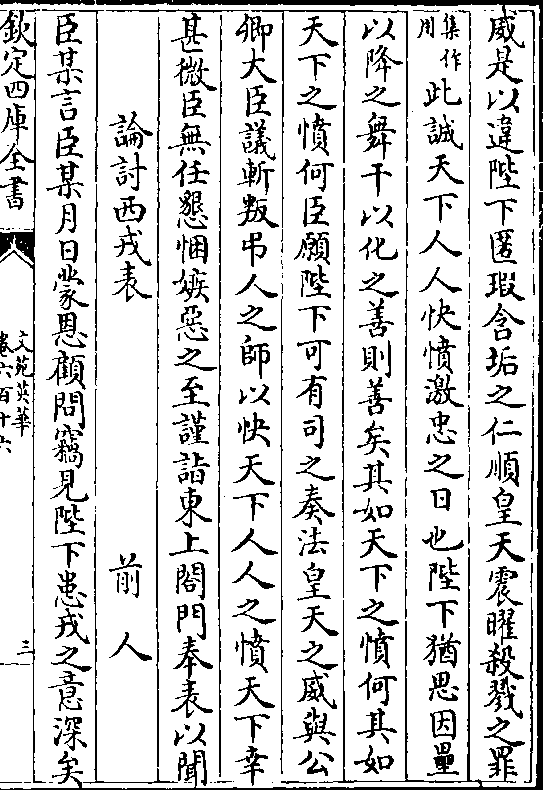 威是以違陛下匿瑕含垢之仁順皇天震曜殺戮之罪
集作用此誠天下人人快憤激忠之日也陛下猶思因壘
以降之舞干以化之善則善矣其如天下之憤何其如
天下之憤何臣願陛下可有司之奏法皇天之威與公
卿大臣議斬叛弔人之師以快天下人人之憤天下幸
甚微臣無任懇悃嫉惡之至謹詣東上閤門奉表以聞
論討西戎表 前人
臣某言臣某月日蒙恩顧問竊見陛下患戎之意深矣
欽定四庫全書
文苑英華
卷六百十六
三